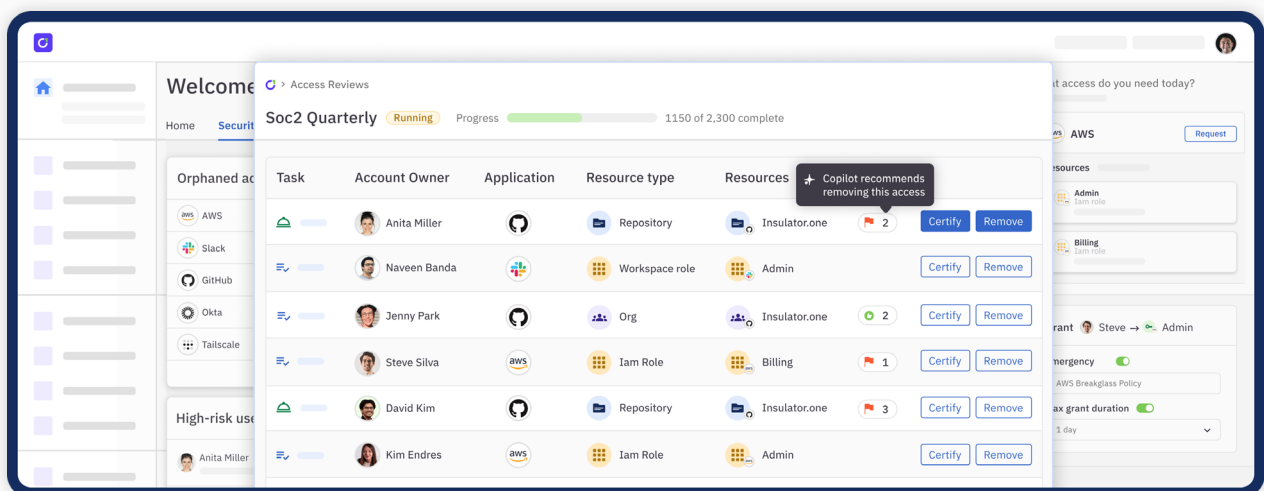 Welcome
Home
Securit
Orphaned ac
aws AWS
Slack
GitHub
Okta
Tailscale
High-risk use
Anita Miller
> Access Reviews
Soc2 Quarterly Running Progress 1150 of 2,300 complete
Task Account Owner Application Resource type Resources
Copilot recommends
removing this access
Anita Miller Repository Insulator.one 2 Certify Remove
Naveen Banda Workspace role Admin Certify Remove
Jenny Park Org Insulator.one 2 Certify Remove
Steve Silva aws Iam Role Billing 1 Certify Remove
David Kim Repository Insulator.one 3 Certify Remove
Kim Endres aws Iam Role Admin Certify Remove
at access do you need today?
ws AWS Request
esources
Admin
Iam role
Billing
Iam role
rant Steve → Admin
mergency
AWS Breakglass Policy
ax grant duration
1 day